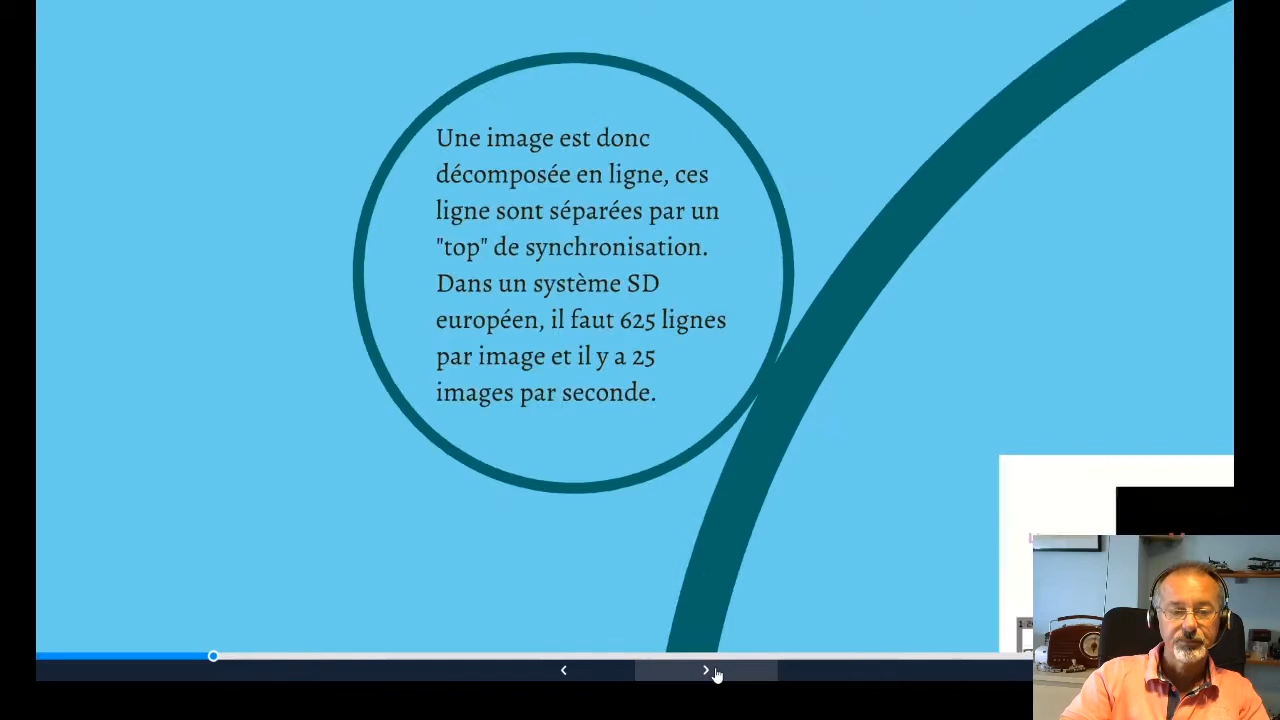 Une image est donc
décomposée en ligne, ces
ligne sont séparées par un
"top" de synchronisation.
Dans un système SD
européen, il faut 625 lignes
par image et il y a 25
images par seconde.